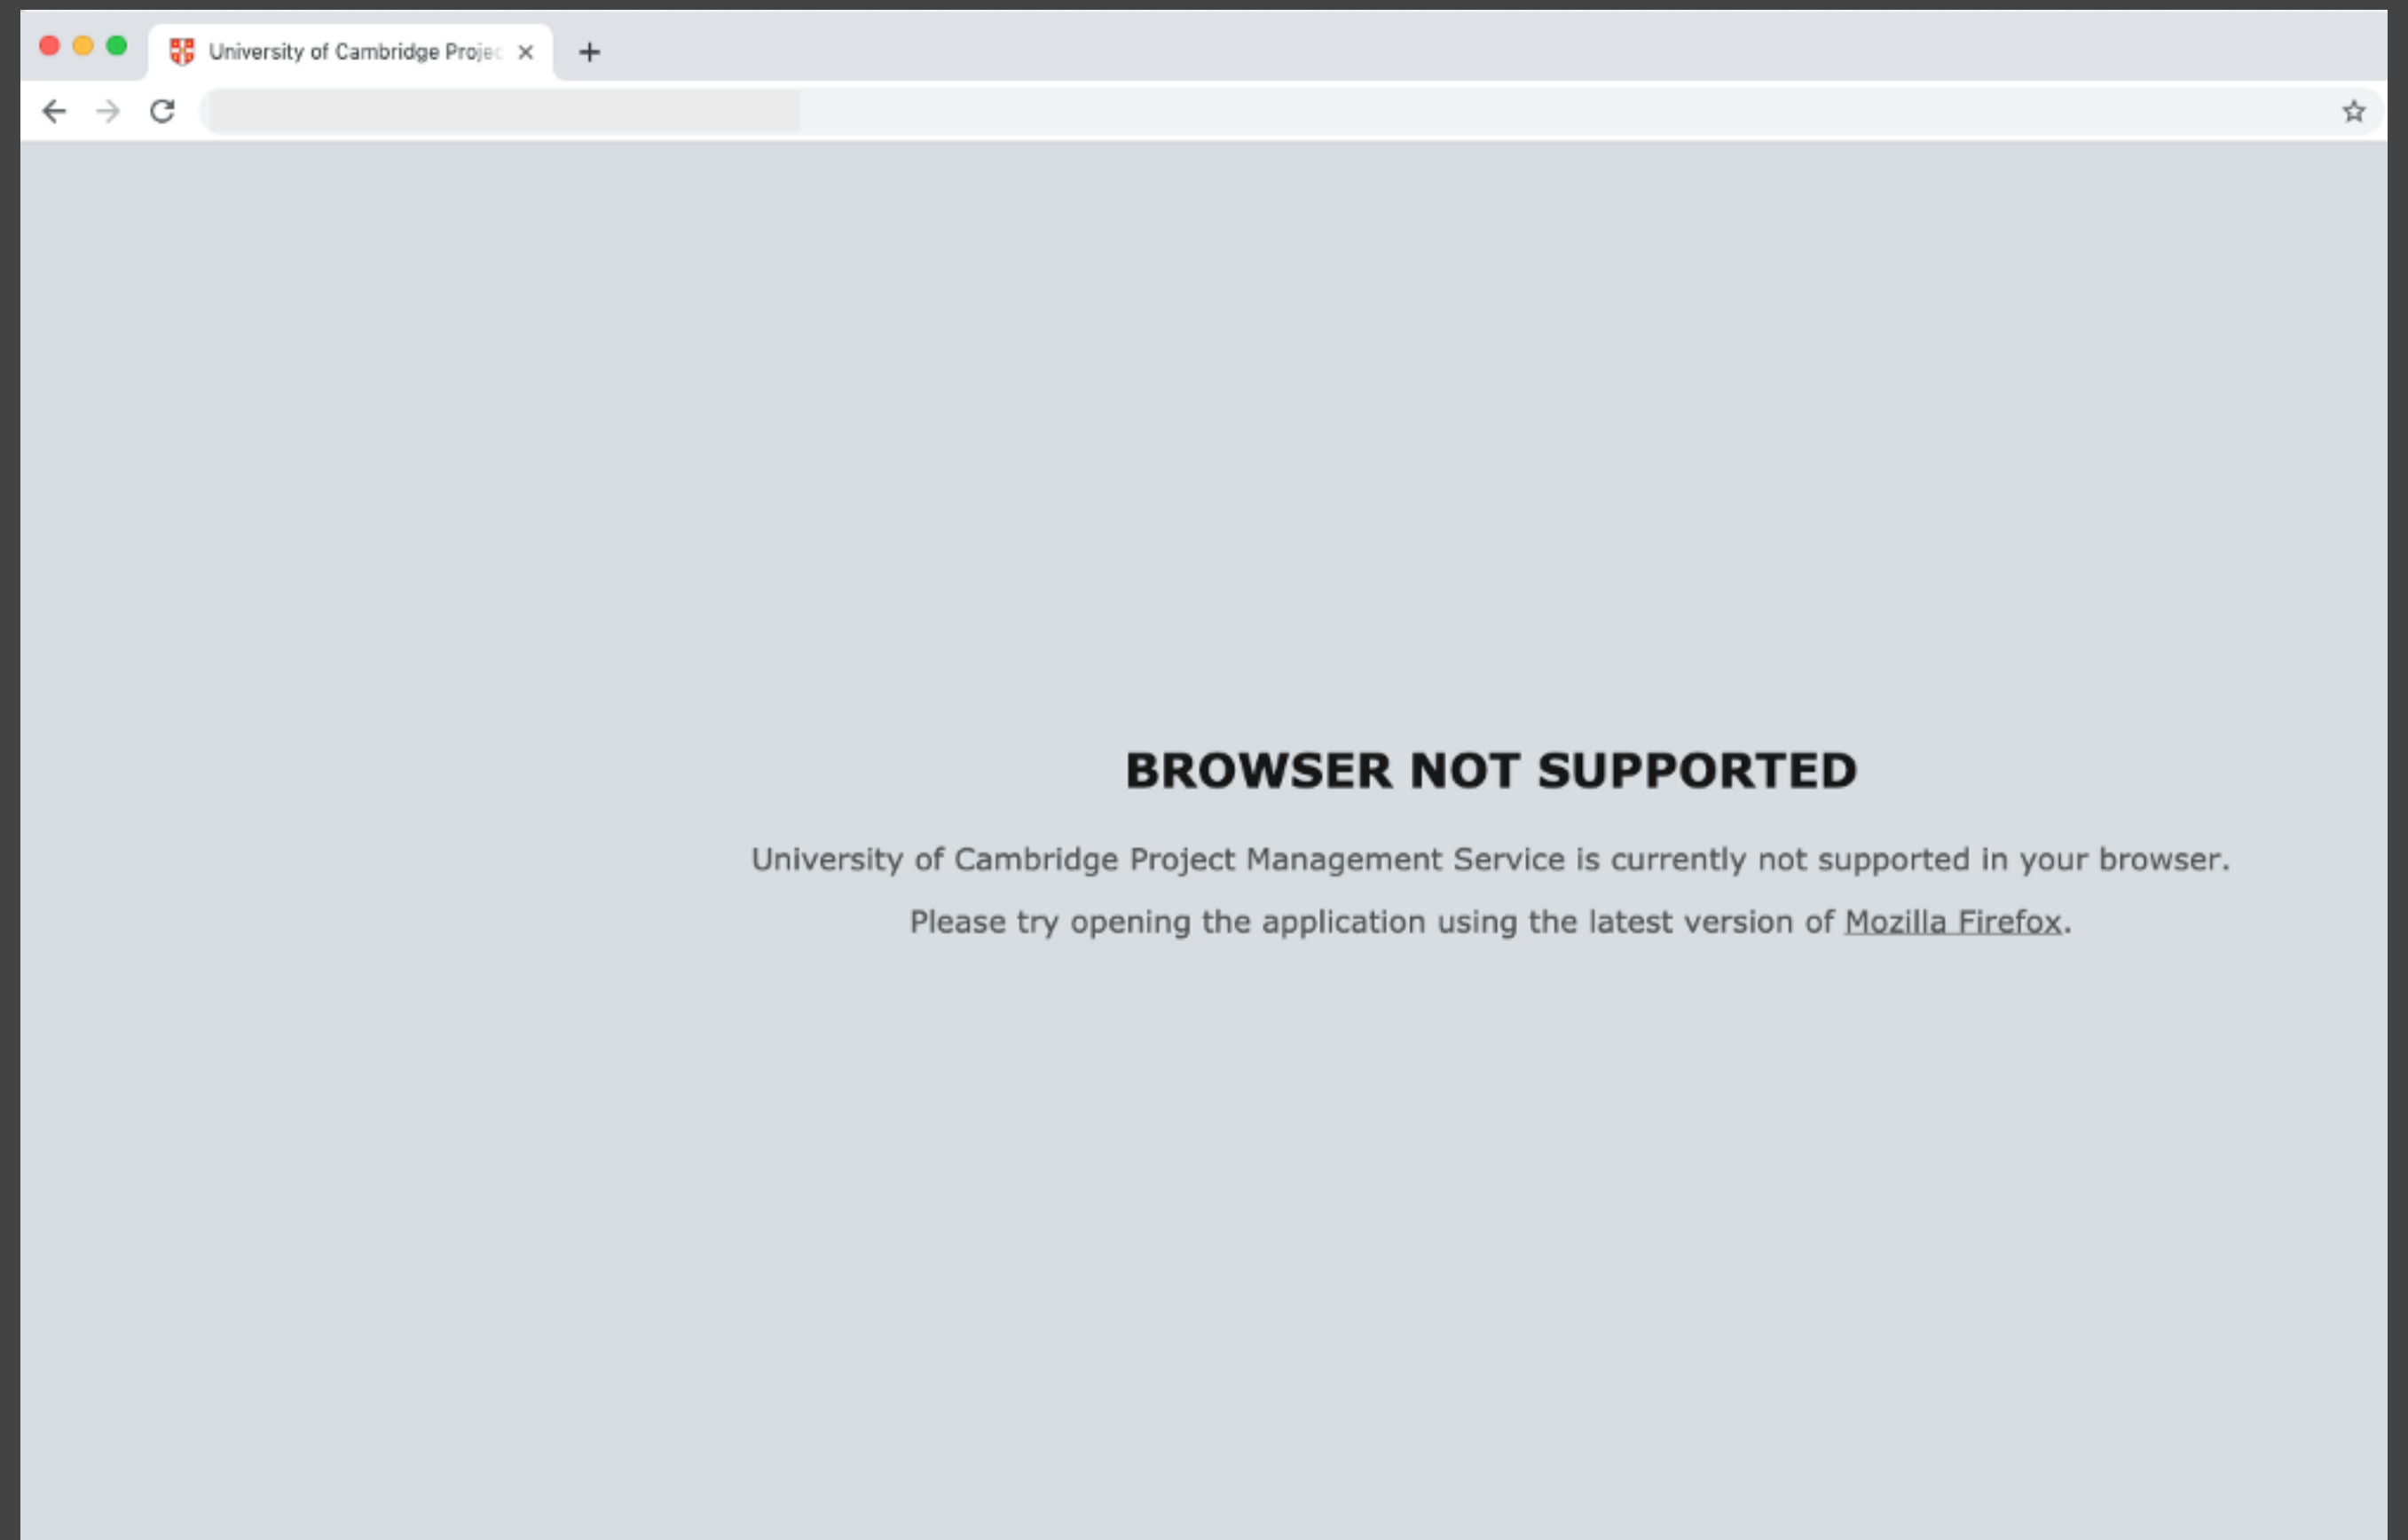 University of Cambridge Projec
BROWSER NOT SUPPORTED
University of Cambridge Project Management Service is currently not supported in your browser.
Please try opening the application using the latest version of Mozilla Firefox.